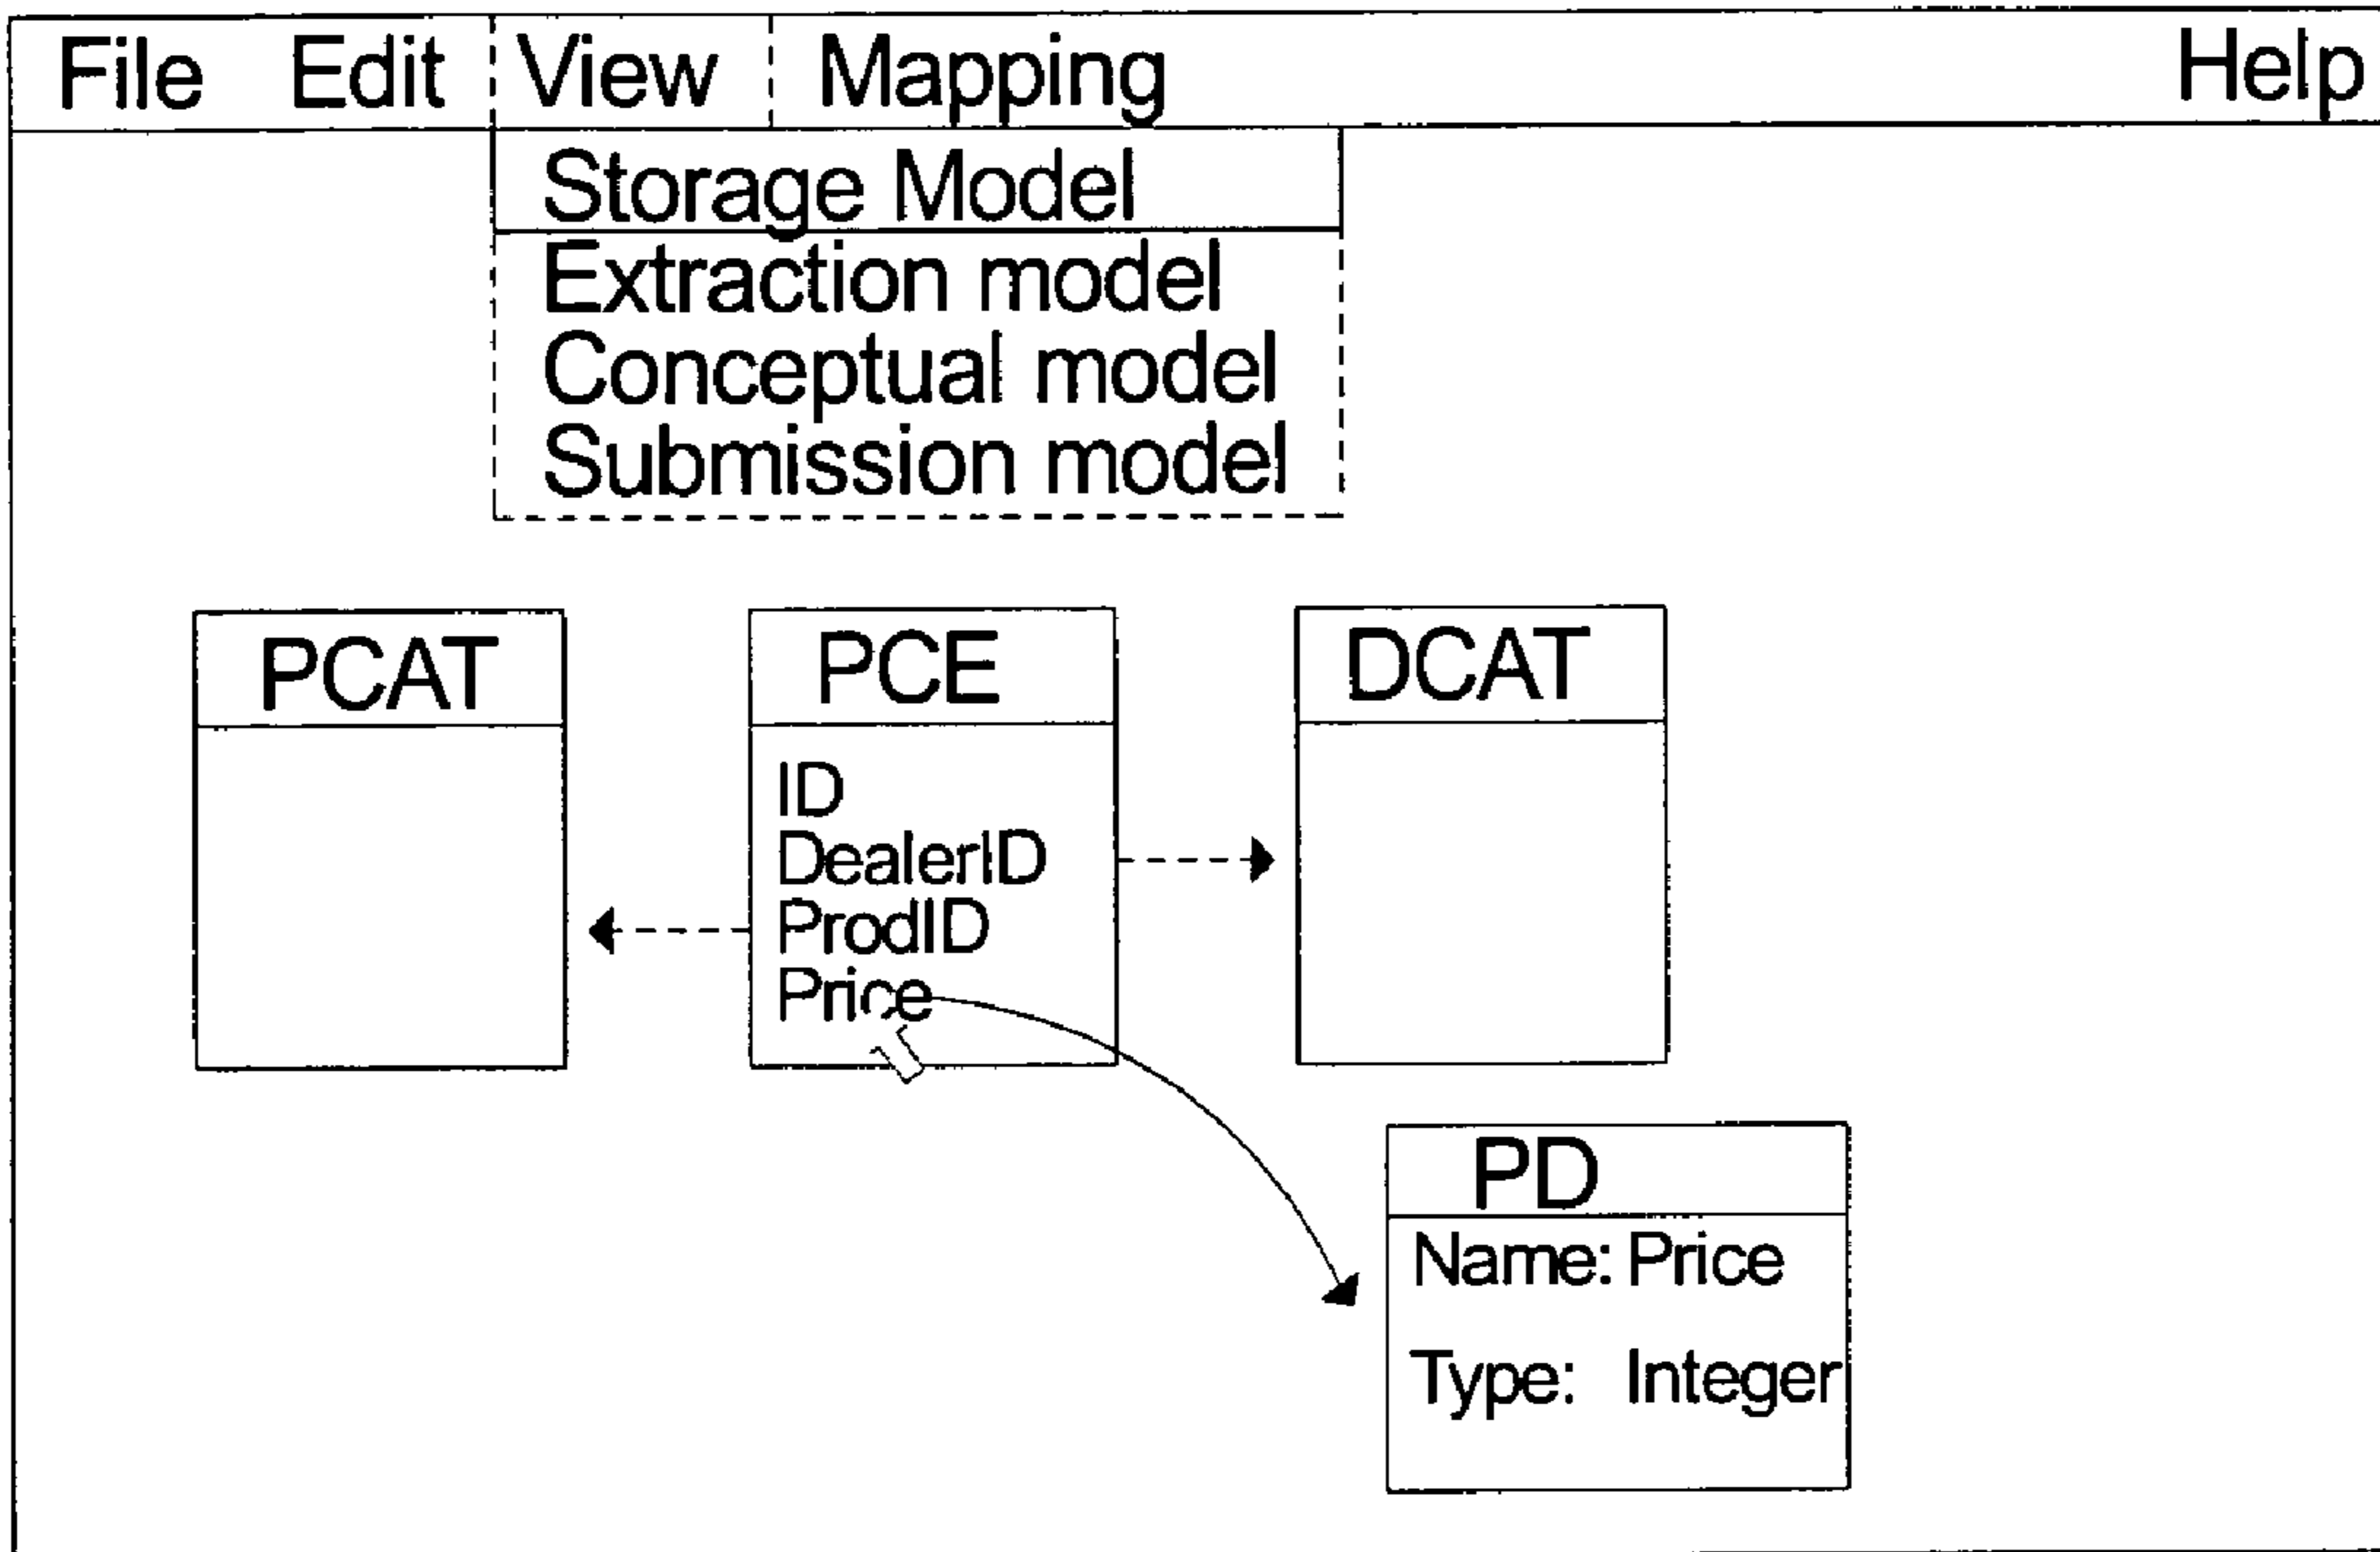 File Edit View Mapping Help
Storage Model
Extraction model
Conceptual model
Submission model
PCAT PCE DCAT
ID
DealerID
ProdID
Price
PD
Name: Price
Type: Integer